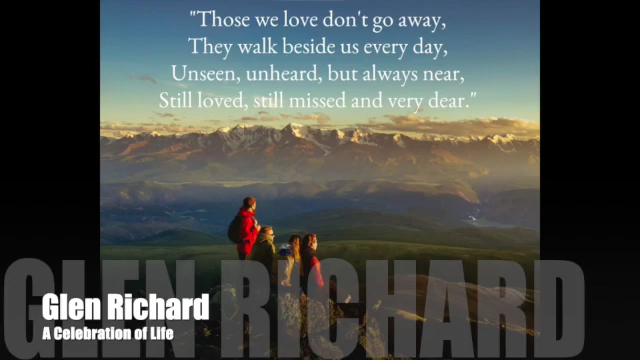 "Those we love don't go away,
They walk beside us every day,
Unseen, unheard, but always near,
Still loved, still missed and very dear."
GLEN RICHARD
Glen Richard
A Celebration of Life